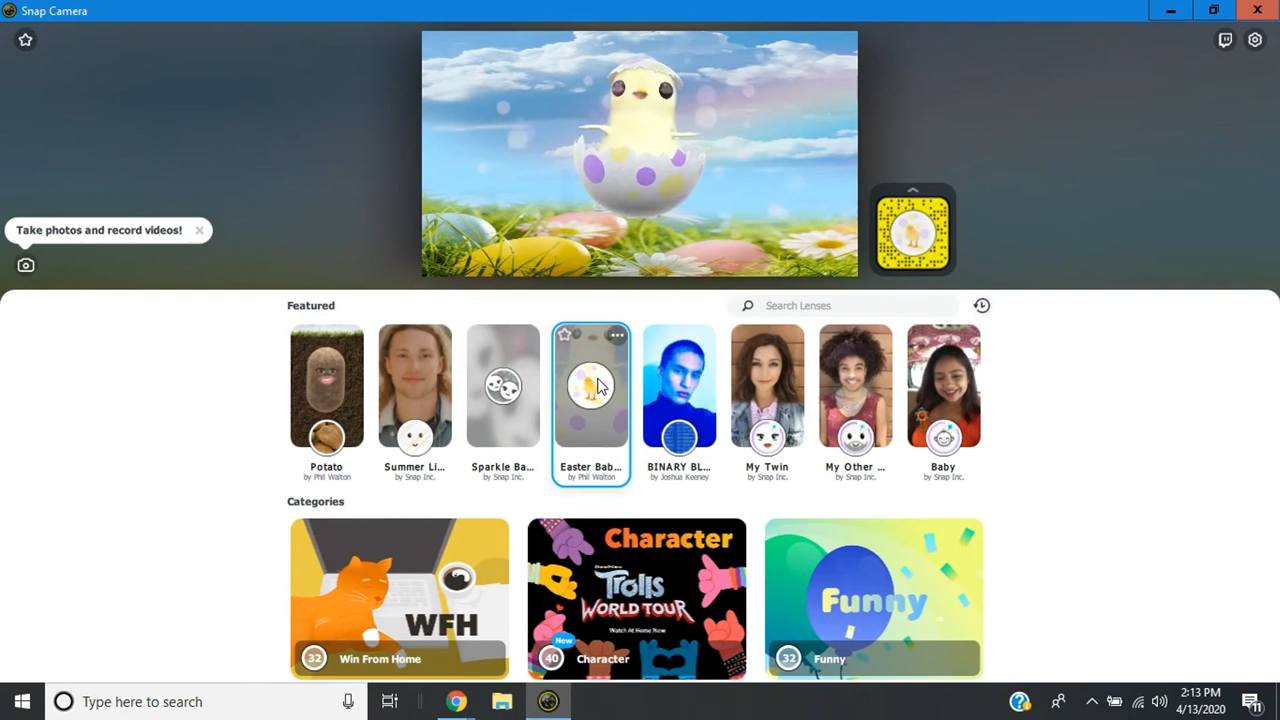 Snap Camera
Take photos and record videos!
Featured
Search Lenses
Potato
by Phil Walton
Summer Li...
by Snap Inc.
Sparkle Ba...
by Snap Inc.
Easter Bab...
by Phil Walton
BINARY BL...
by Joshua Keeney
My Twin
by Snap Inc.
My Other ...
by Snap Inc.
Baby
by Snap Inc.
Categories
WFH
32 Win From Home
Character
DreamWorks
Trolls
WORLD TOUR
Watch At Home Now
New
40 Character
Funny
32 Funny
Type here to search
2:13 PM
4/13/2020
11